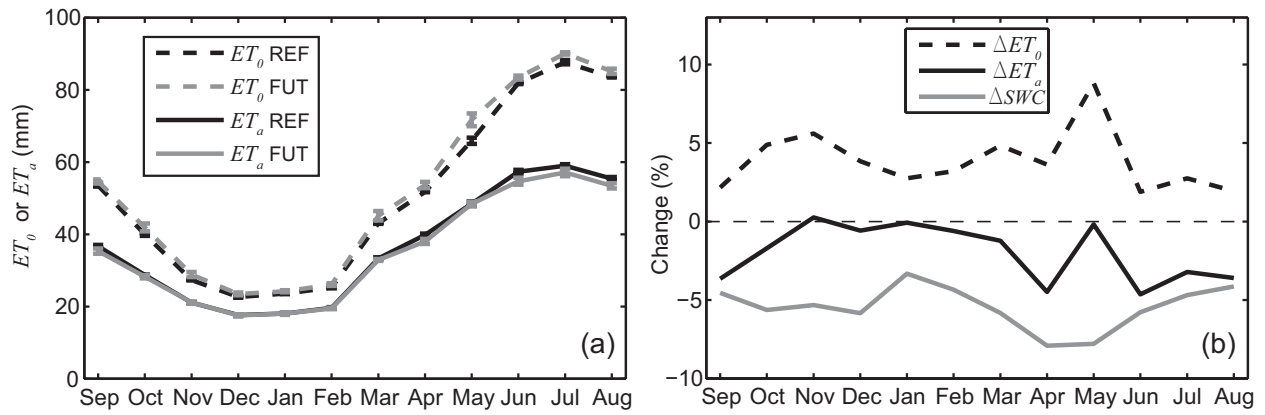 ET₀ or ETₐ (mm)
100
80
60
40
20
0
ET₀ REF
ET₀ FUT
ETₐ REF
ETₐ FUT
(a)
Sep Oct Nov Dec Jan Feb Mar Apr May Jun Jul Aug
Change (%)
10
5
0
−5
−10
ΔET₀
ΔETₐ
ΔSWC
(b)
Sep Oct Nov Dec Jan Feb Mar Apr May Jun Jul Aug